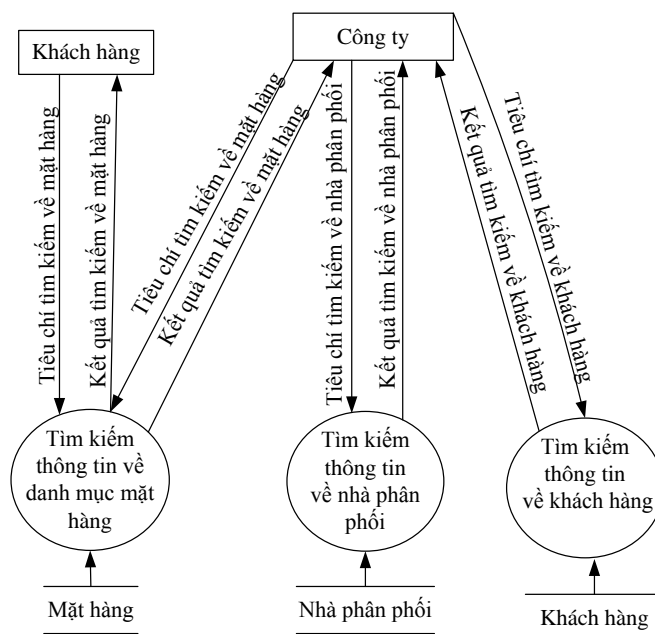 Khách hàng
Công ty
Tiêu chí tìm kiếm về mặt hàng
Kết quả tìm kiếm về mặt hàng
Tiêu chí tìm kiếm về mặt hàng
Kết quả tìm kiếm về mặt hàng
Tiêu chí tìm kiếm về nhà phân phối
Kết quả tìm kiếm về nhà phân phối
Kết quả tìm kiếm về khách hàng
Tiêu chí tìm kiếm về khách hàng
Tìm kiếm
thông tin về
danh mục mặt
hàng
Tìm kiếm
thông tin
về nhà phân
phối
Tìm kiếm
thông tin
về khách hàng
Mặt hàng
Nhà phân phối
Khách hàng